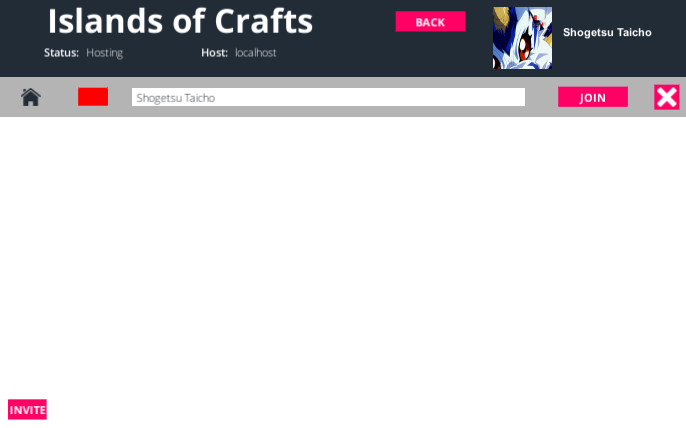 Islands of Crafts
BACK
Shogetsu Taicho
Status: Hosting Host: localhost
Shogetsu Taicho
JOIN
INVITE